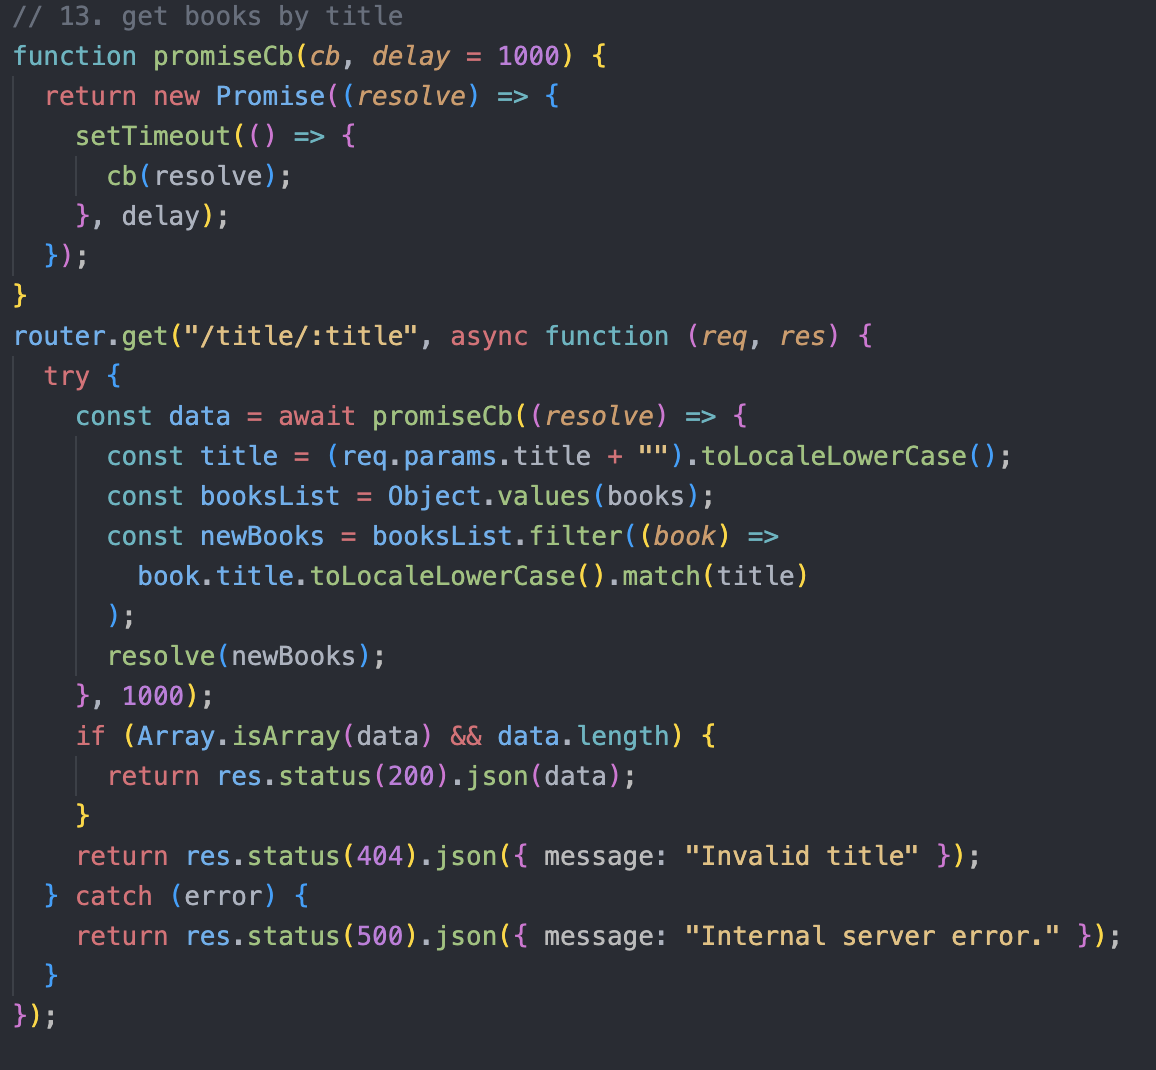 // 13. get books by title
function promiseCb(cb, delay = 1000) {
  return new Promise((resolve) => {
    setTimeout(() => {
      cb(resolve);
    }, delay);
  });
}
router.get("/title/:title", async function (req, res) {
  try {
    const data = await promiseCb((resolve) => {
      const title = (req.params.title + "").toLocaleLowerCase();
      const booksList = Object.values(books);
      const newBooks = booksList.filter((book) =>
        book.title.toLocaleLowerCase().match(title)
      );
      resolve(newBooks);
    }, 1000);
    if (Array.isArray(data) && data.length) {
      return res.status(200).json(data);
    }
    return res.status(404).json({ message: "Invalid title" });
  } catch (error) {
    return res.status(500).json({ message: "Internal server error." });
  }
});